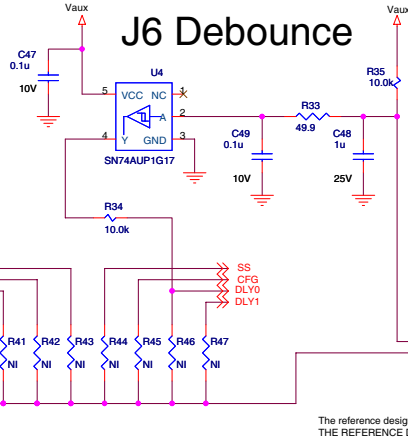 Vaux
Vaux
J6 Debounce
C47
0.1u
10V
U4
5
VCC
NC
1
2
A
4
Y
GND
3
SN74AUP1G17
R33
49.9
R35
10.0k
C49
0.1u
10V
C48
1u
25V
R34
10.0k
SS
CFG
DLY0
DLY1
R41
R42
R43
R44
R45
R46
R47
NI
NI
NI
NI
NI
NI
NI
The reference desig
THE REFERENCE D